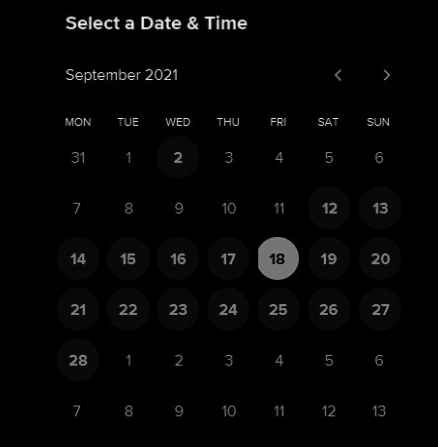 Select a Date & Time
September 2021
MON TUE WED THU FRI SAT SUN
31 1 2 3 4 5 6
7 8 9 10 11 12 13
14 15 16 17 18 19 20
21 22 23 24 25 26 27
28 1 2 3 4 5 6
7 8 9 10 11 12 13